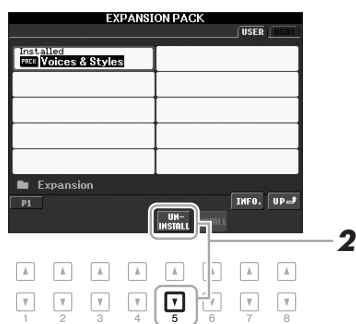 EXPANSION PACK
USER USB1
Installed
PACK Voices & Styles
Expansion
P1
INFO. UP
UN-
INSTALL
2
1 2 3 4 5 6 7 8